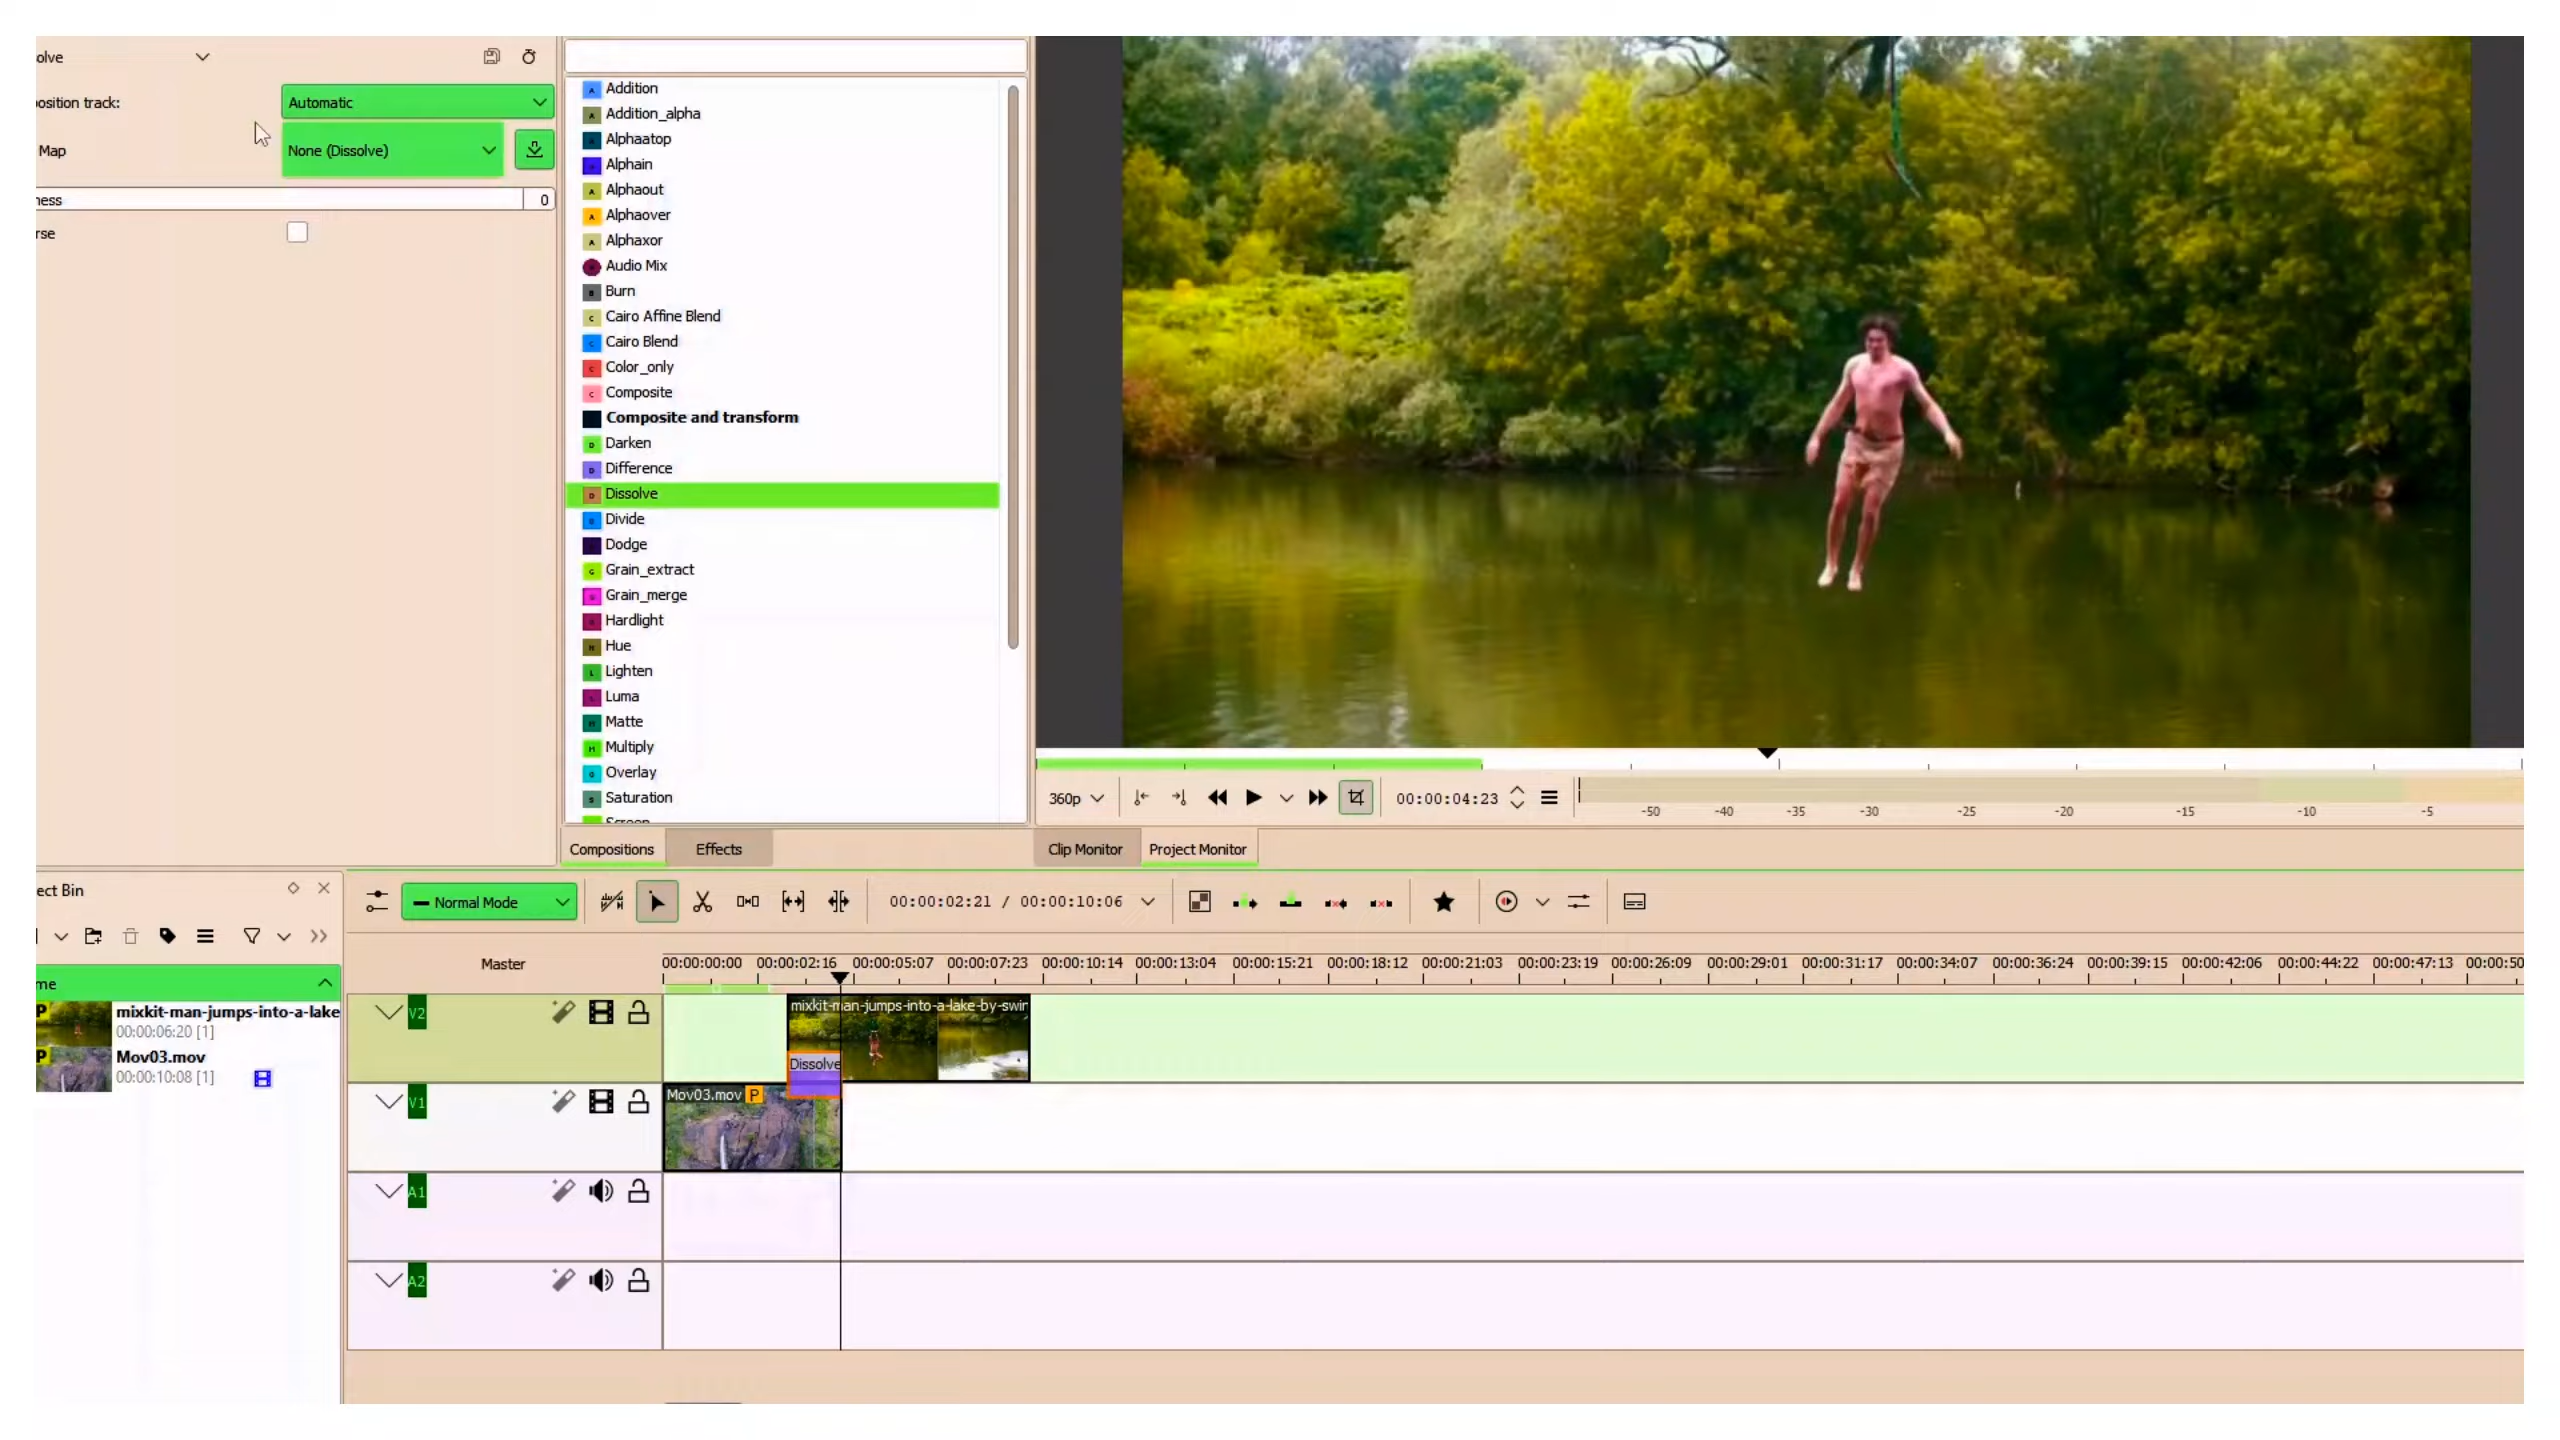 olve
position track:
Automatic
Map
None (Dissolve)
ness
0
rse
Addition
Addition_alpha
Alphaatop
Alphain
Alphaout
Alphaover
Alphaxor
Audio Mix
Burn
Cairo Affine Blend
Cairo Blend
Color_only
Composite
Composite and transform
Darken
Difference
Dissolve
Divide
Dodge
Grain_extract
Grain_merge
Hardlight
Hue
Lighten
Luma
Matte
Multiply
Overlay
Saturation
Screen
Compositions
Effects
360p
00:00:04:23
-50 -40 -35 -30 -25 -20 -15 -10 -5
Clip Monitor
Project Monitor
ect Bin
Normal Mode
00:00:02:21 / 00:00:10:06
me
mixkit-man-jumps-into-a-lake
00:00:06:20 [1]
Mov03.mov
00:00:10:08 [1]
Master
00:00:00:00 00:00:02:16 00:00:05:07 00:00:07:23 00:00:10:14 00:00:13:04 00:00:15:21 00:00:18:12 00:00:21:03 00:00:23:19 00:00:26:09 00:00:29:01 00:00:31:17 00:00:34:07 00:00:36:24 00:00:39:15 00:00:42:06 00:00:44:22 00:00:47:13 00:00:50
V2
mixkit-man-jumps-into-a-lake-by-swin
Dissolve
V1
Mov03.mov P
A1
A2